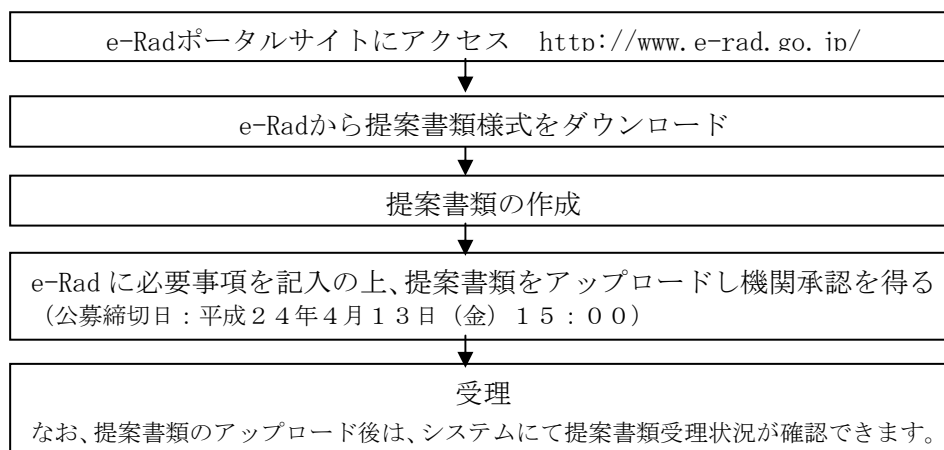 e-Radポータルサイトにアクセス　http://www.e-rad.go.jp/
e-Radから提案書類様式をダウンロード
提案書類の作成
e-Rad に必要事項を記入の上、提案書類をアップロードし機関承認を得る
（公募締切日：平成２４年４月１３日（金）１５：００）
受理
なお、提案書類のアップロード後は、システムにて提案書類受理状況が確認できます。